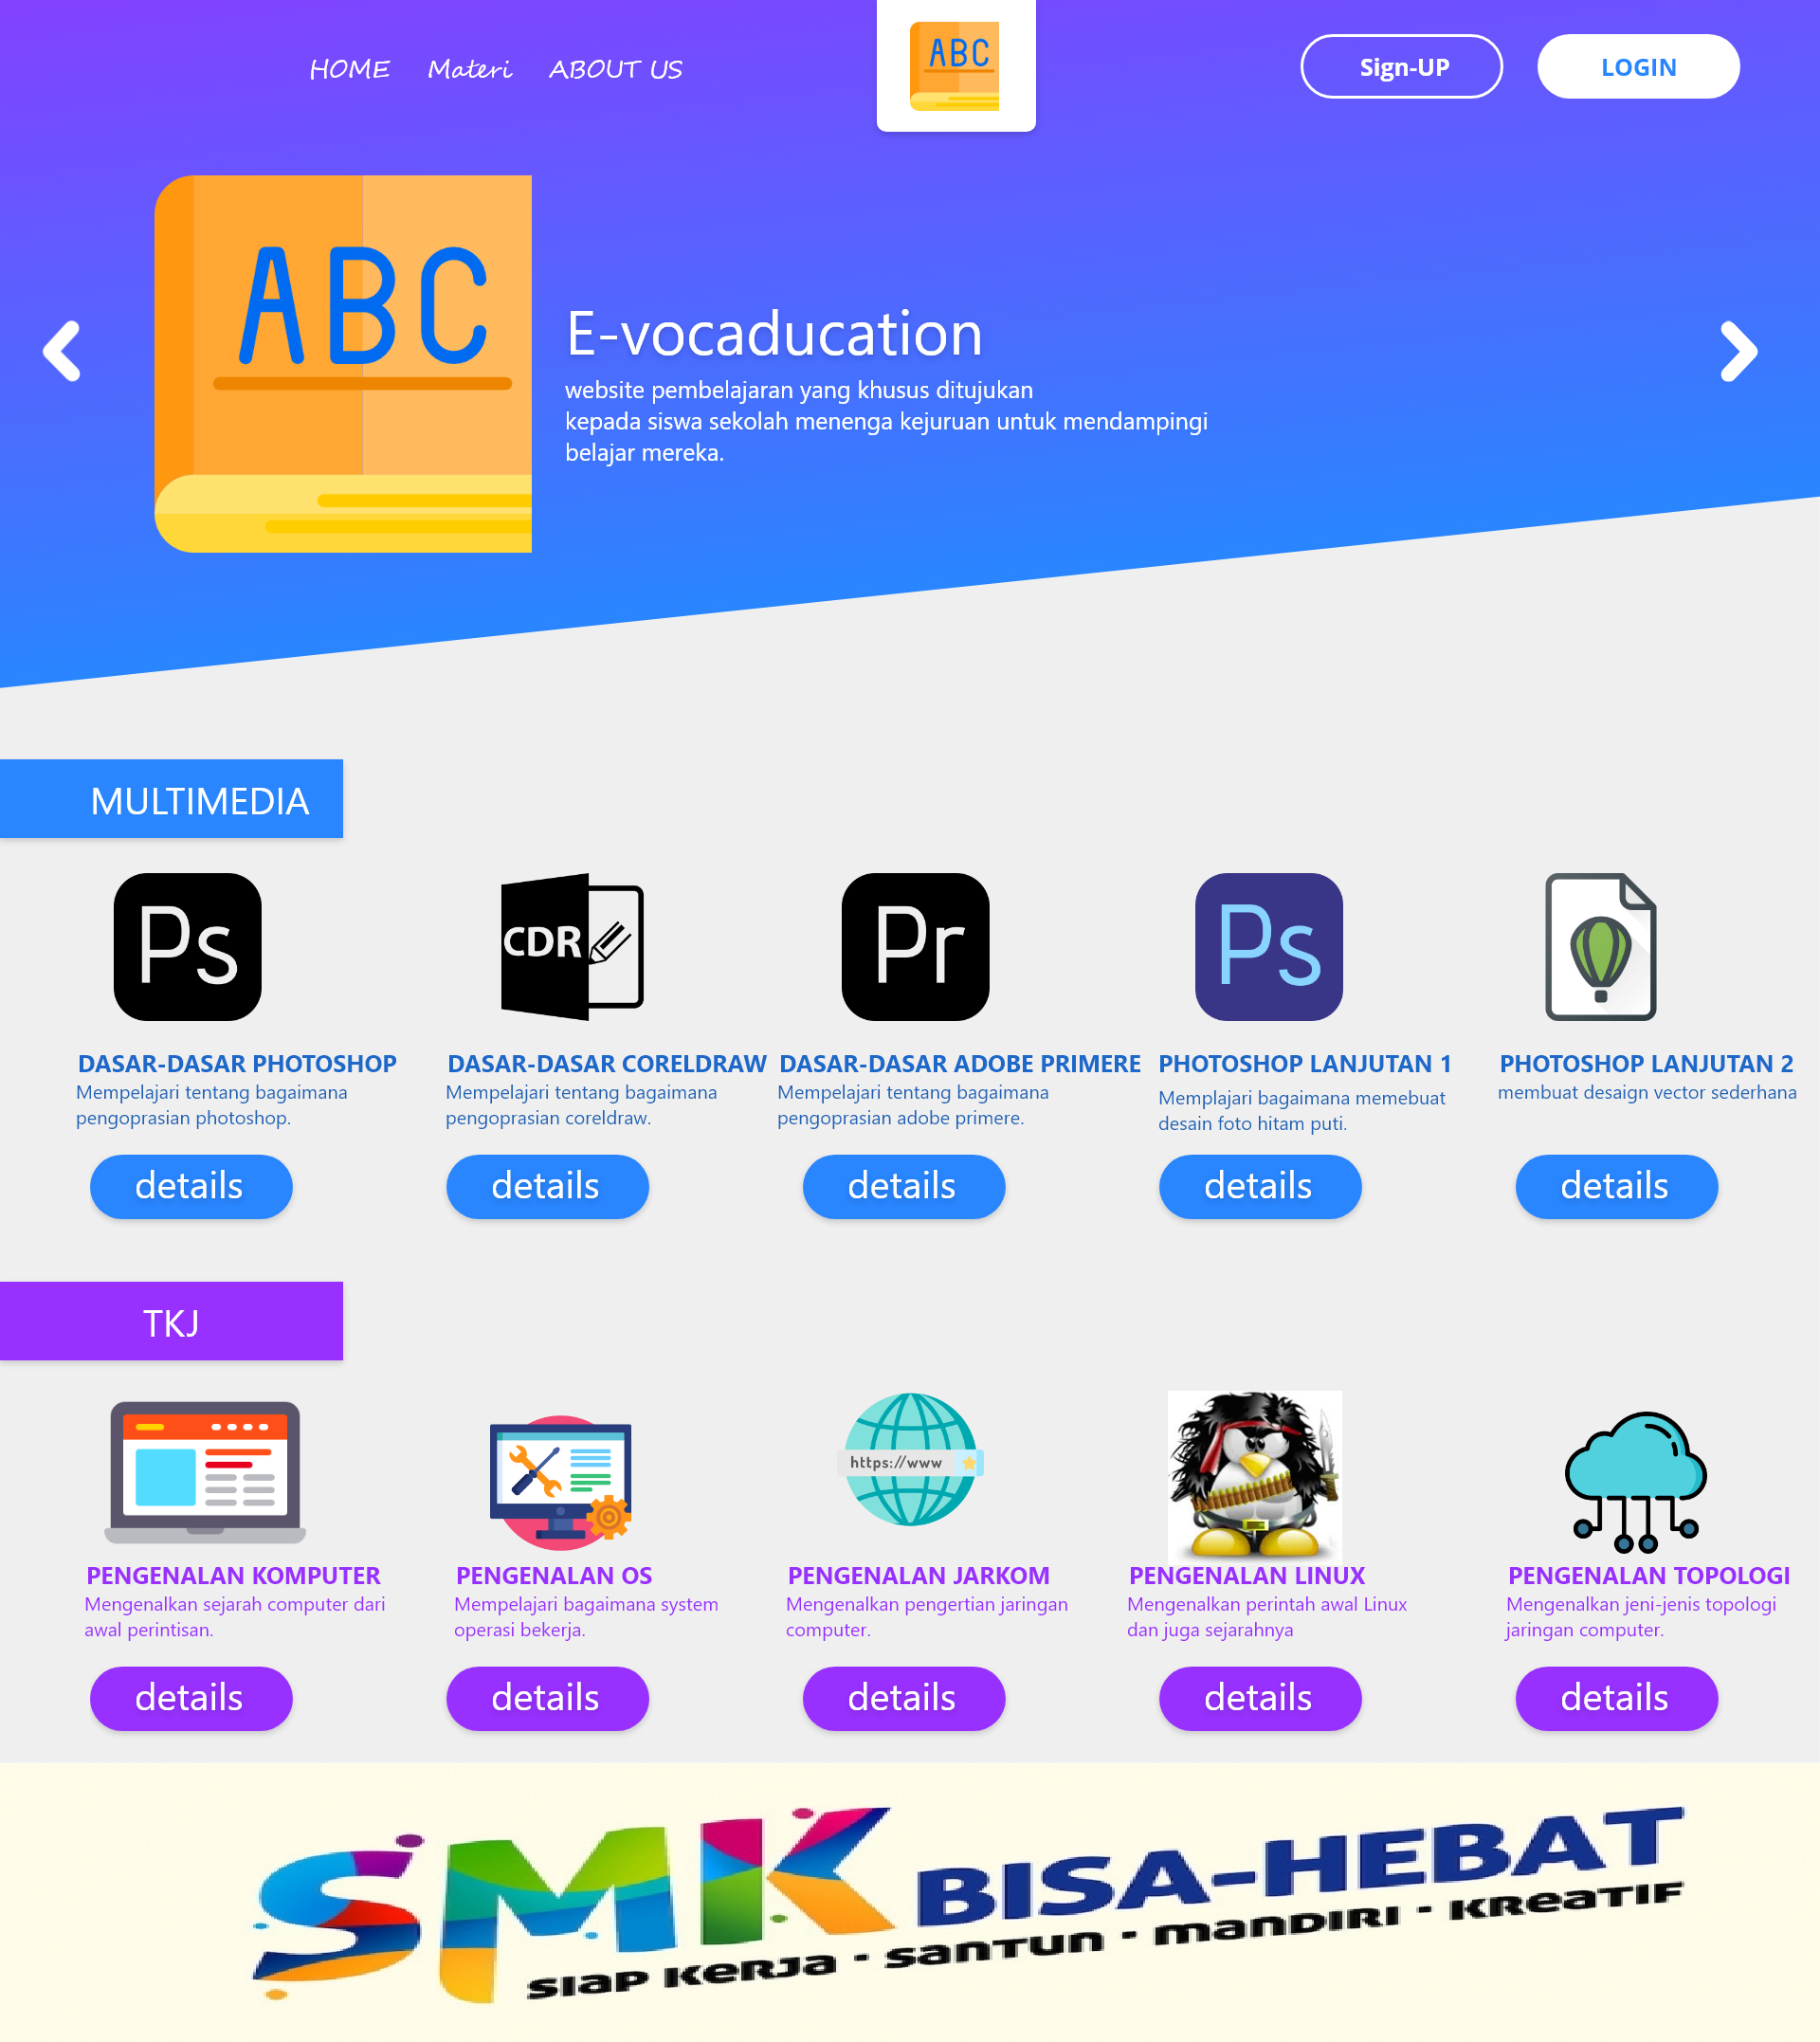 HOME Materi ABOUT US
ABC
Sign-UP
LOGIN
ABC
E-vocaducation
website pembelajaran yang khusus ditujukan
kepada siswa sekolah menenga kejuruan untuk mendampingi
belajar mereka.
MULTIMEDIA
Ps
CDR
Pr
Ps
DASAR-DASAR PHOTOSHOP
Mempelajari tentang bagaimana
pengoprasian photoshop.
details
DASAR-DASAR CORELDRAW
Mempelajari tentang bagaimana
pengoprasian coreldraw.
details
DASAR-DASAR ADOBE PRIMERE
Mempelajari tentang bagaimana
pengoprasian adobe primere.
details
PHOTOSHOP LANJUTAN 1
Memplajari bagaimana memebuat
desain foto hitam puti.
details
PHOTOSHOP LANJUTAN 2
membuat desaign vector sederhana
details
TKJ
https://www
PENGENALAN KOMPUTER
Mengenalkan sejarah computer dari
awal perintisan.
details
PENGENALAN OS
Mempelajari bagaimana system
operasi bekerja.
details
PENGENALAN JARKOM
Mengenalkan pengertian jaringan
computer.
details
PENGENALAN LINUX
Mengenalkan perintah awal Linux
dan juga sejarahnya
details
PENGENALAN TOPOLOGI
Mengenalkan jeni-jenis topologi
jaringan computer.
details
SMK BISA-HEBAT
SIAP KERJA · SANTUN · MANDIRI · KREATIF